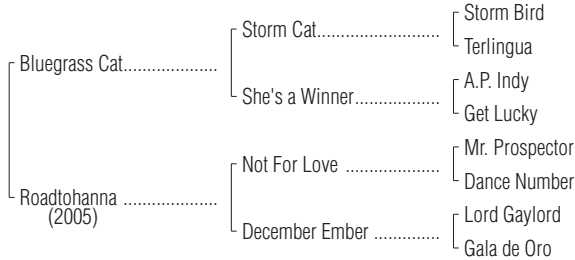 Storm Bird
Storm Cat.......................
Terlingua
Bluegrass Cat..................
A.P. Indy
She's a Winner................
Get Lucky
Mr. Prospector
Not For Love ..................
Dance Number
Roadtohanna ..................
(2005)
Lord Gaylord
December Ember .............
Gala de Oro